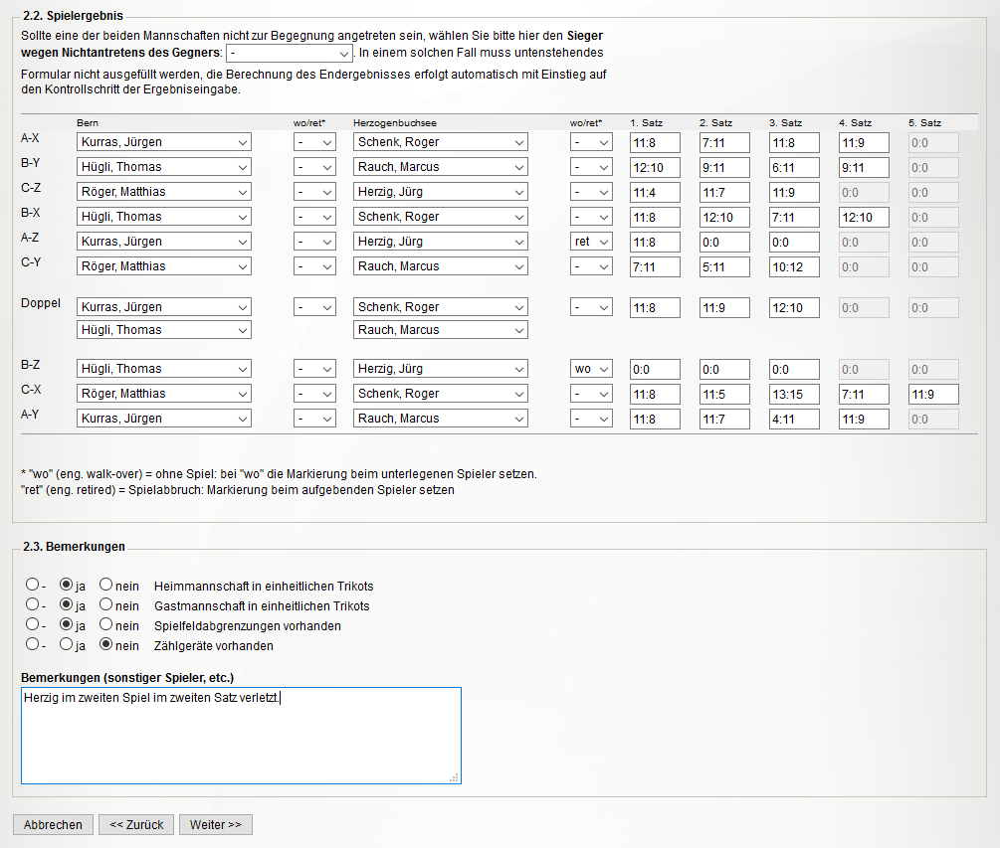 2.2. Spielergebnis
Sollte eine der beiden Mannschaften nicht zur Begegnung angetreten sein, wählen Sie bitte hier den Sieger
wegen Nichtantretens des Gegners: - . In einem solchen Fall muss untenstehendes
Formular nicht ausgefüllt werden, die Berechnung des Endergebnisses erfolgt automatisch mit Einstieg auf
den Kontrollschritt der Ergebniseingabe.
Bern wo/ret* Herzogenbuchsee wo/ret* 1. Satz 2. Satz 3. Satz 4. Satz 5. Satz
A-X Kurras, Jürgen - Schenk, Roger - 11:8 7:11 11:8 11:9 0:0
B-Y Hügli, Thomas - Rauch, Marcus - 12:10 9:11 6:11 9:11 0:0
C-Z Röger, Matthias - Herzig, Jürg - 11:4 11:7 11:9 0:0 0:0
B-X Hügli, Thomas - Schenk, Roger - 11:8 12:10 7:11 12:10 0:0
A-Z Kurras, Jürgen - Herzig, Jürg ret 11:8 0:0 0:0 0:0 0:0
C-Y Röger, Matthias - Rauch, Marcus - 7:11 5:11 10:12 0:0 0:0
Doppel Kurras, Jürgen - Schenk, Roger - 11:8 11:9 12:10 0:0 0:0
Hügli, Thomas Rauch, Marcus
B-Z Hügli, Thomas - Herzig, Jürg wo 0:0 0:0 0:0 0:0 0:0
C-X Röger, Matthias - Schenk, Roger - 11:8 11:5 13:15 7:11 11:9
A-Y Kurras, Jürgen - Rauch, Marcus - 11:8 11:7 4:11 11:9 0:0
* "wo" (eng. walk-over) = ohne Spiel: bei "wo" die Markierung beim unterlegenen Spieler setzen.
"ret" (eng. retired) = Spielabbruch: Markierung beim aufgebenden Spieler setzen
2.3. Bemerkungen
- ja nein Heimmannschaft in einheitlichen Trikots
- ja nein Gastmannschaft in einheitlichen Trikots
- ja nein Spielfeldabgrenzungen vorhanden
- ja nein Zählgeräte vorhanden
Bemerkungen (sonstiger Spieler, etc.)
Herzig im zweiten Spiel im zweiten Satz verletzt.
Abbrechen << Zurück Weiter >>